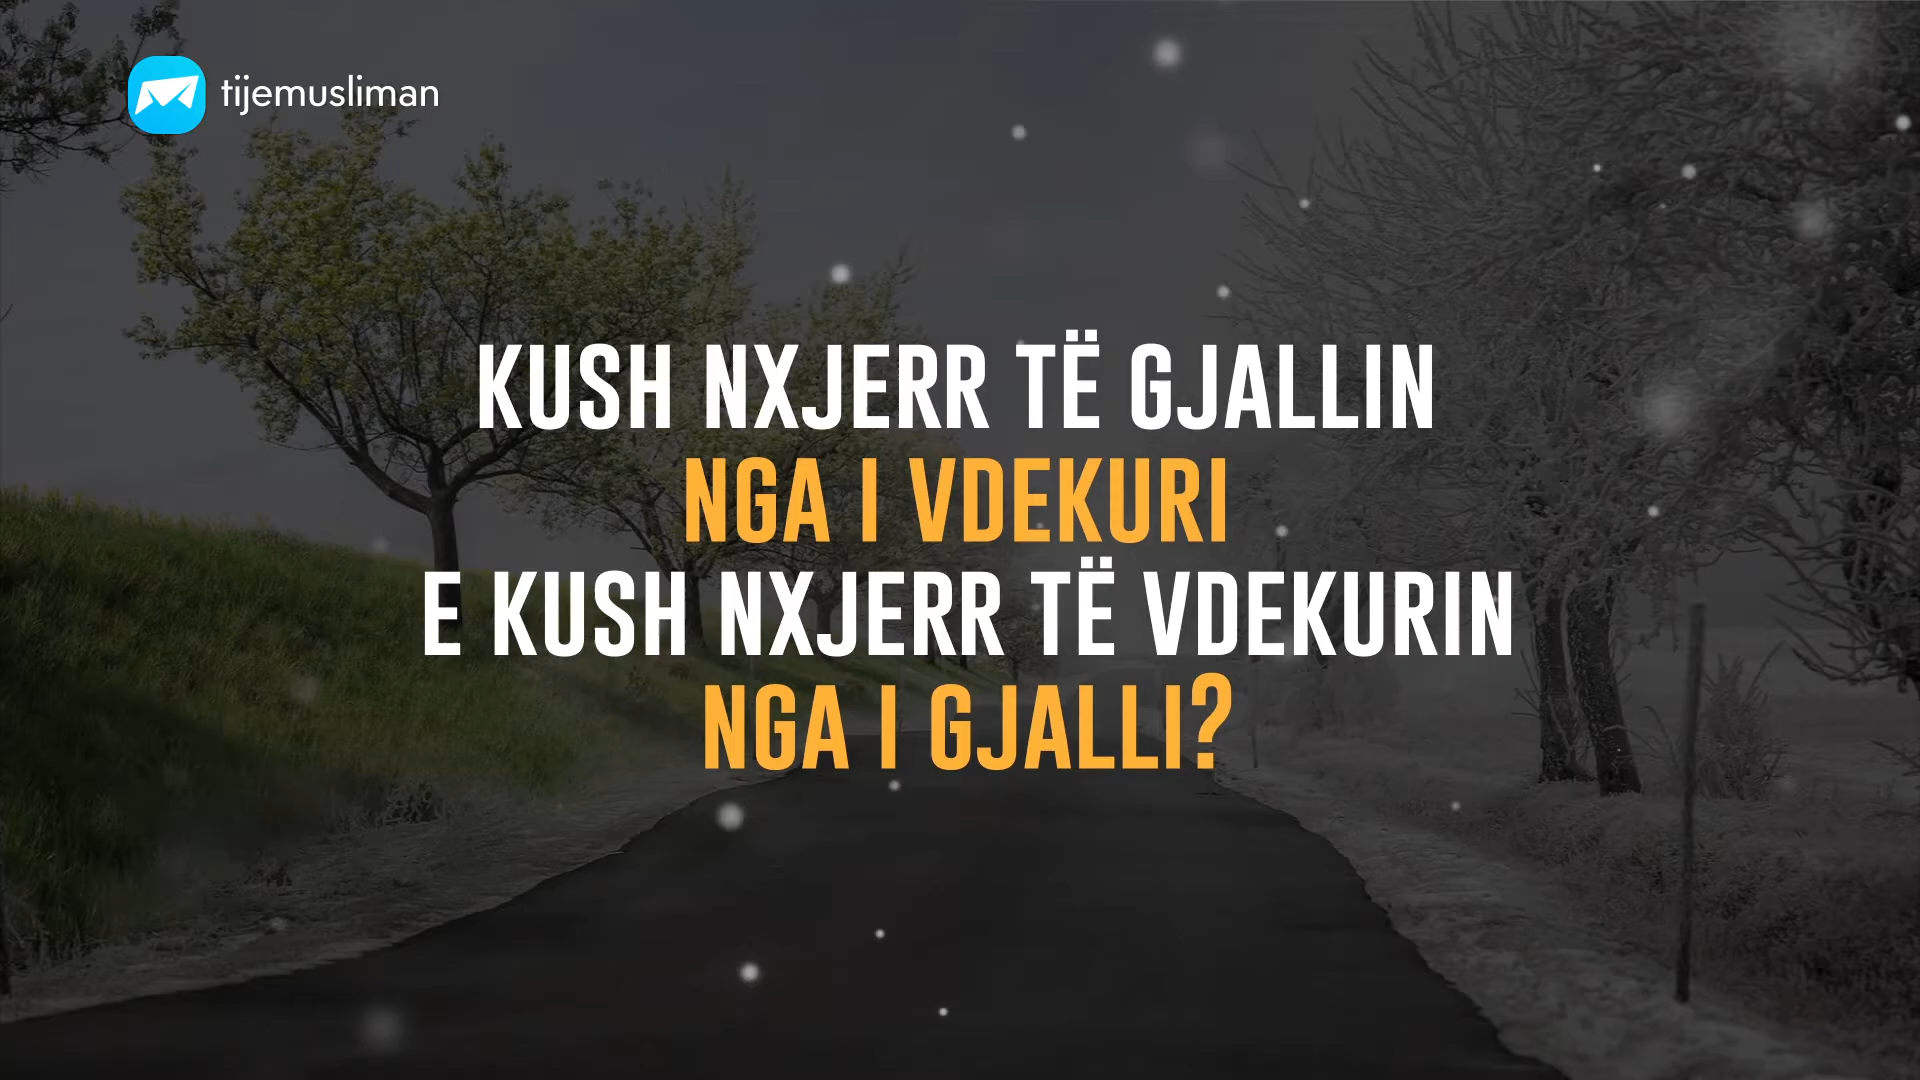 tijemusliman
KUSH NXJERR TË GJALLIN
NGA I VDEKURI
E KUSH NXJERR TË VDEKURIN
NGA I GJALLI?